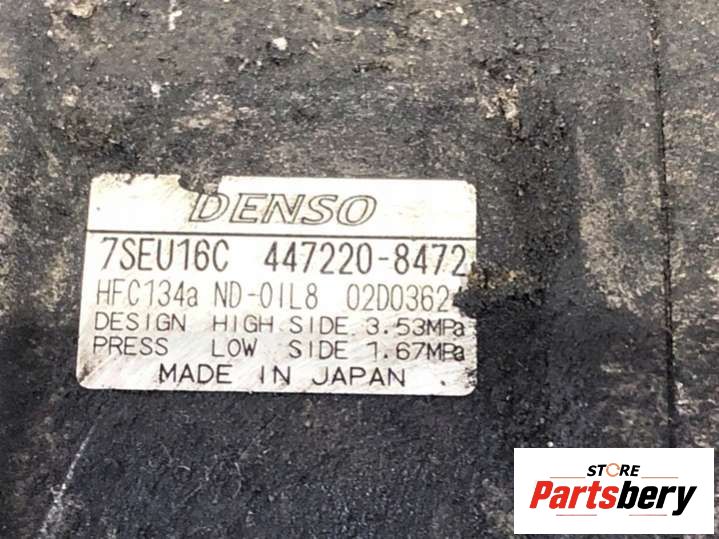 DENSO
7SEU16C 447220-8472
HFC134a ND-OIL8 02D0362
DESIGN HIGH SIDE 3.53MPa
PRESS LOW SIDE 1.67MPa
MADE IN JAPAN
STORE
Partsbery